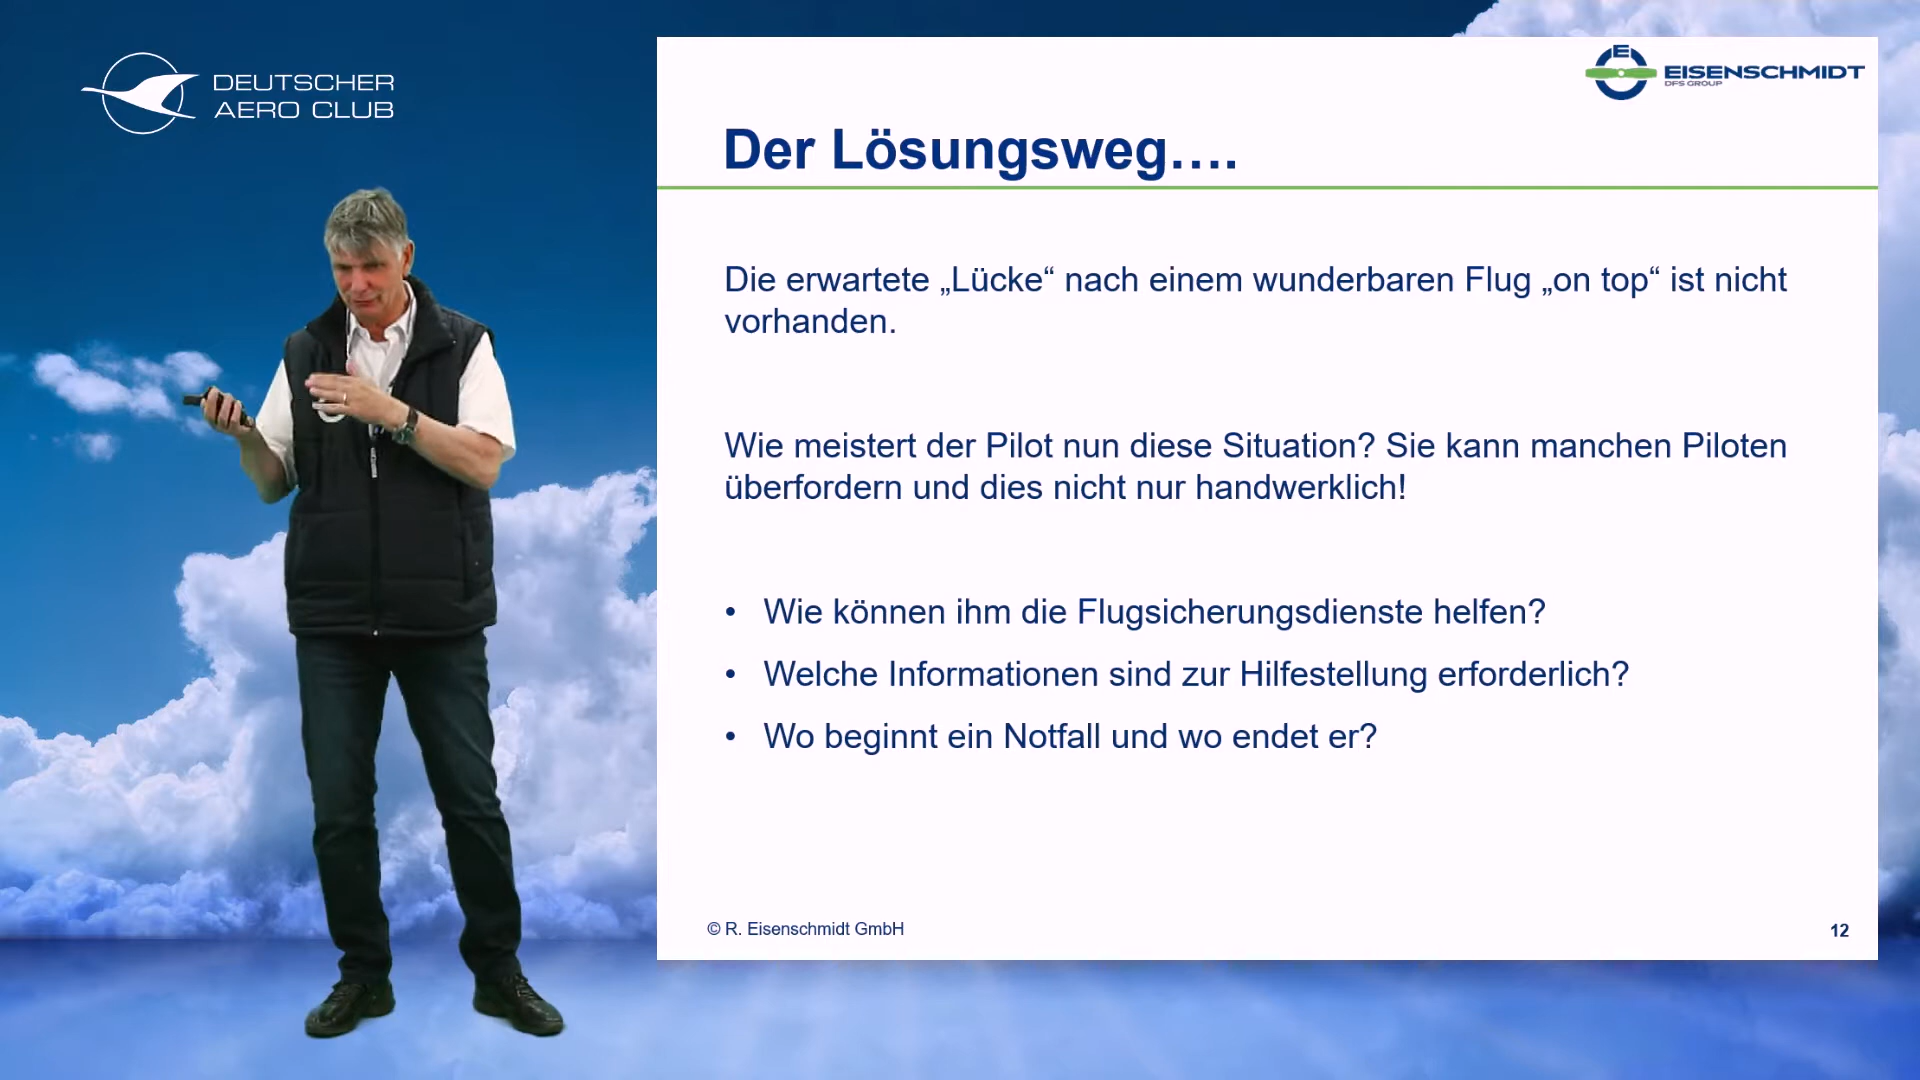 DEUTSCHER
AERO CLUB
E
EISENSCHMIDT
DFS GROUP
Der Lösungsweg….
Die erwartete „Lücke“ nach einem wunderbaren Flug „on top“ ist nicht
vorhanden.
Wie meistert der Pilot nun diese Situation? Sie kann manchen Piloten
überfordern und dies nicht nur handwerklich!
• Wie können ihm die Flugsicherungsdienste helfen?
• Welche Informationen sind zur Hilfestellung erforderlich?
• Wo beginnt ein Notfall und wo endet er?
© R. Eisenschmidt GmbH
12